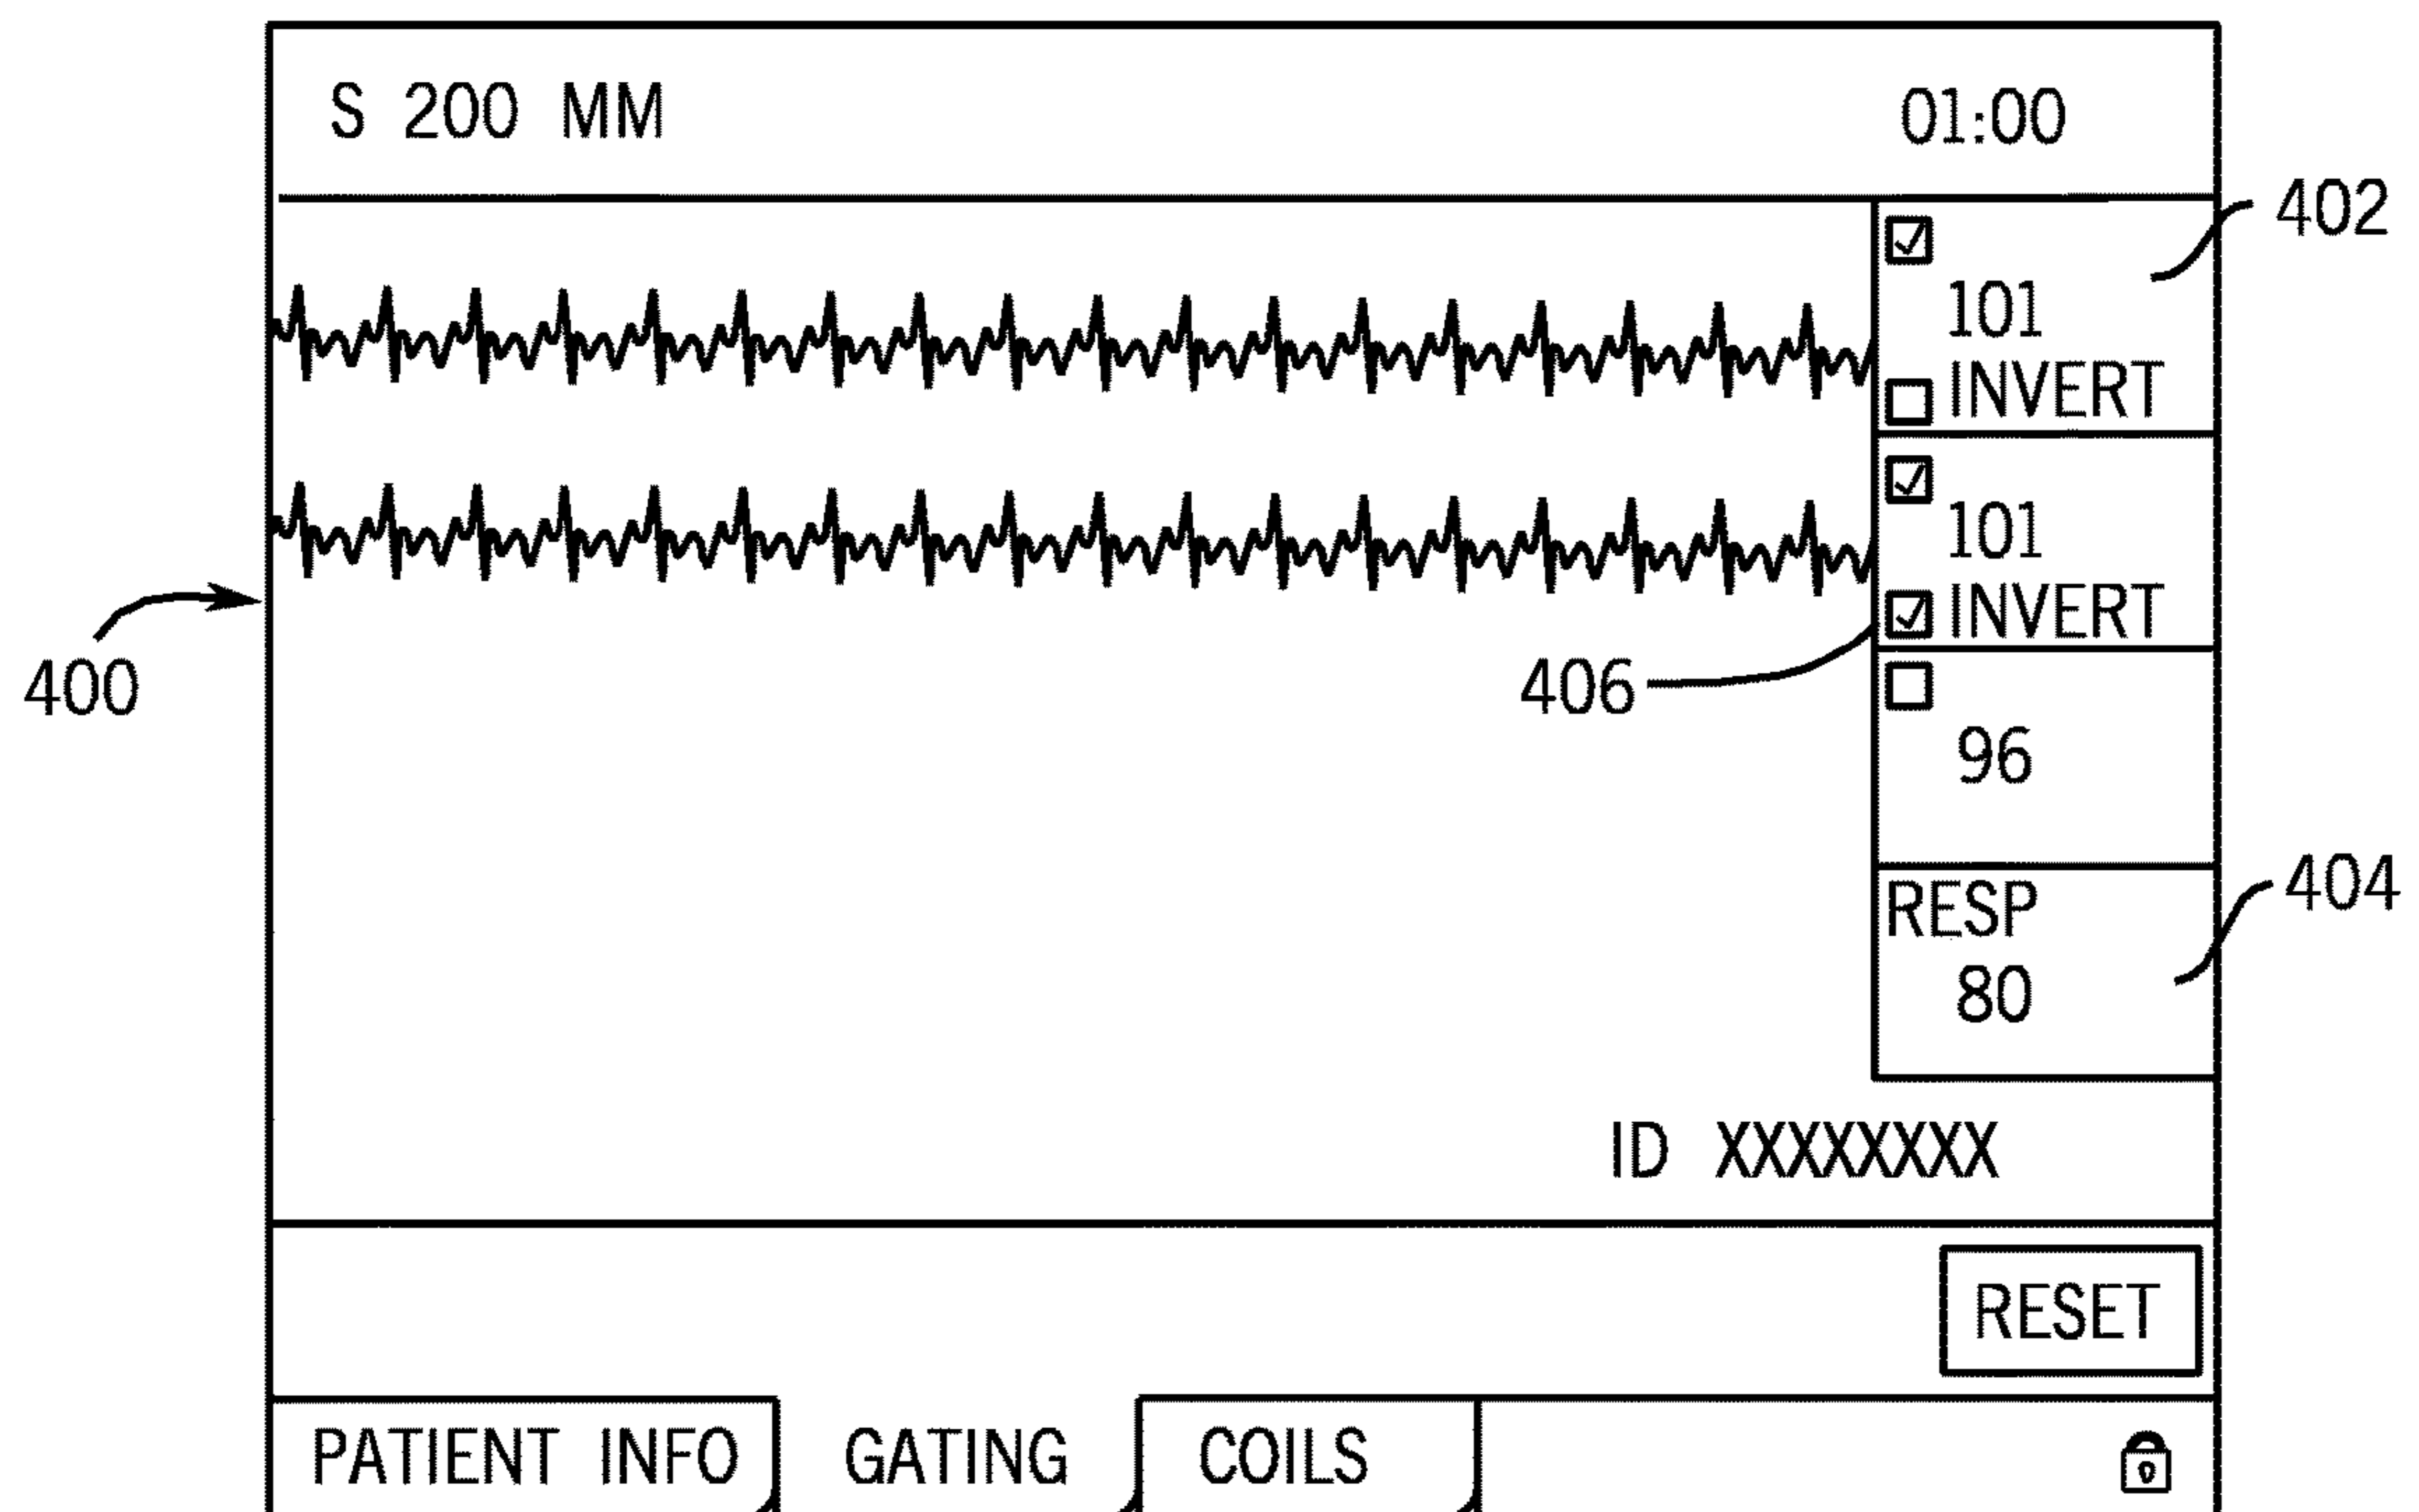 S 200 MM 01:00
402
101
INVERT
101
INVERT
400
406
96
RESP
404
80
ID XXXXXXXX
RESET
PATIENT INFO GATING COILS